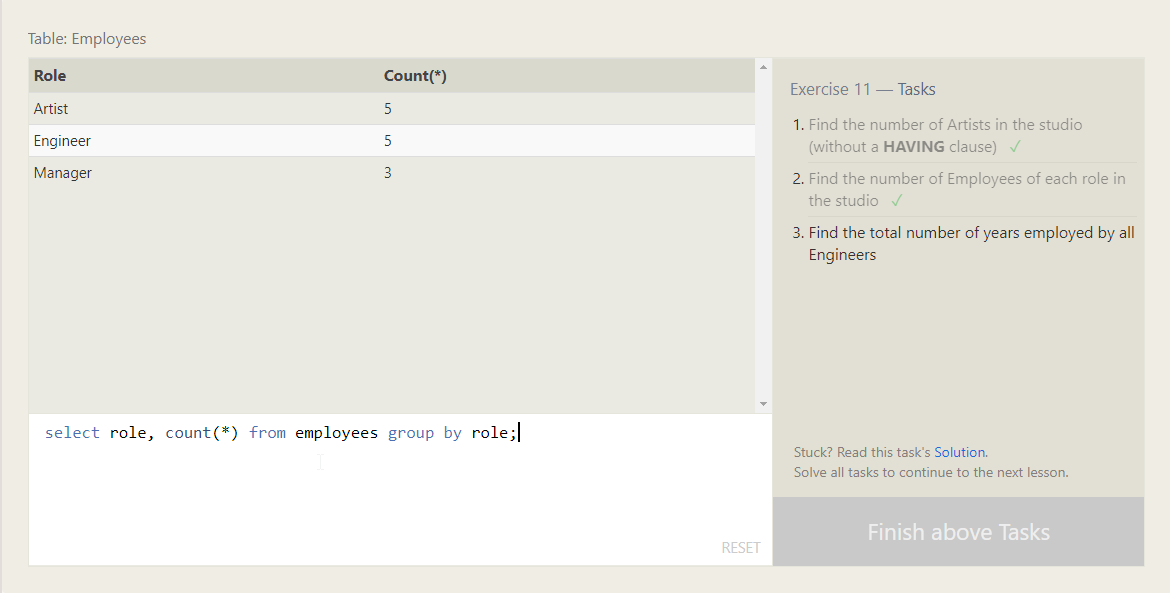 Table: Employees
Role Count(*)
Artist 5
Engineer 5
Manager 3
select role, count(*) from employees group by role;
RESET
Exercise 11 — Tasks
1. Find the number of Artists in the studio
(without a HAVING clause) ✓
2. Find the number of Employees of each role in
the studio ✓
3. Find the total number of years employed by all
Engineers
Stuck? Read this task's Solution.
Solve all tasks to continue to the next lesson.
Finish above Tasks